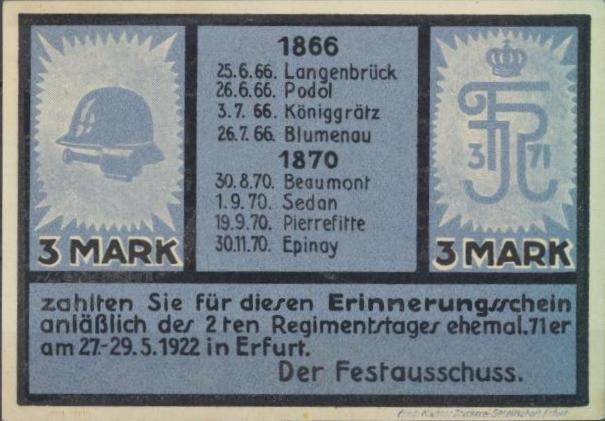 1866
25.6.66. Langenbrück
26.6.66. Podol
3.7. 66. Königgrätz
26.7. 66. Blumenau
1870
30.8.70. Beaumont
1.9.70. Sedan
19.9.70. Pierrefitte
30.11.70. Epinay
3 MARK
3 71
3 MARK
zahlten Sie für diesen Erinnerungsschein
anläßlich des 2ten Regimentstages ehemal. 71er
am 27-29.5.1922 in Erfurt.
Der Festausschuss.
Erfurt